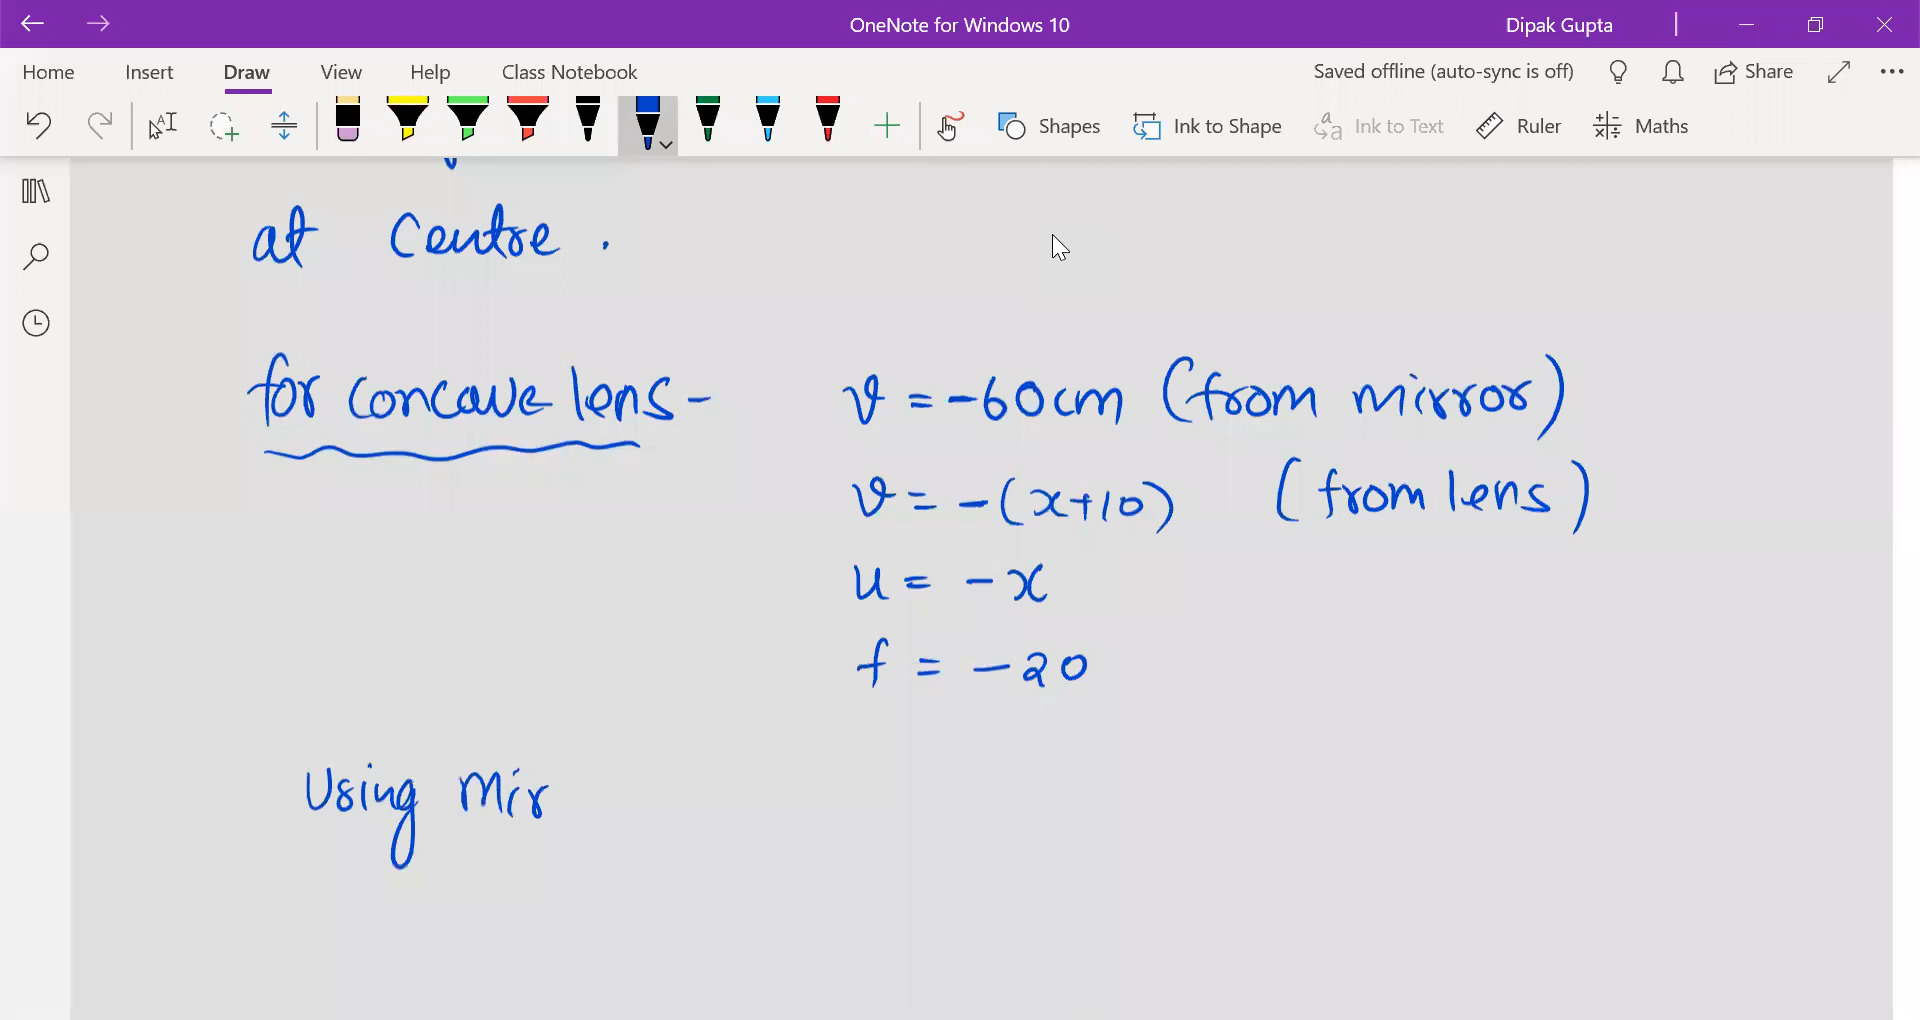 OneNote for Windows 10
Dipak Gupta
Home Insert Draw View Help Class Notebook
Saved offline (auto-sync is off) Share
Shapes Ink to Shape Ink to Text Ruler Maths
at Centre .
for concave lens - v = -60cm (from mirror)
v = -(x+10) (from lens)
u = -x
f = -20
Using Mir